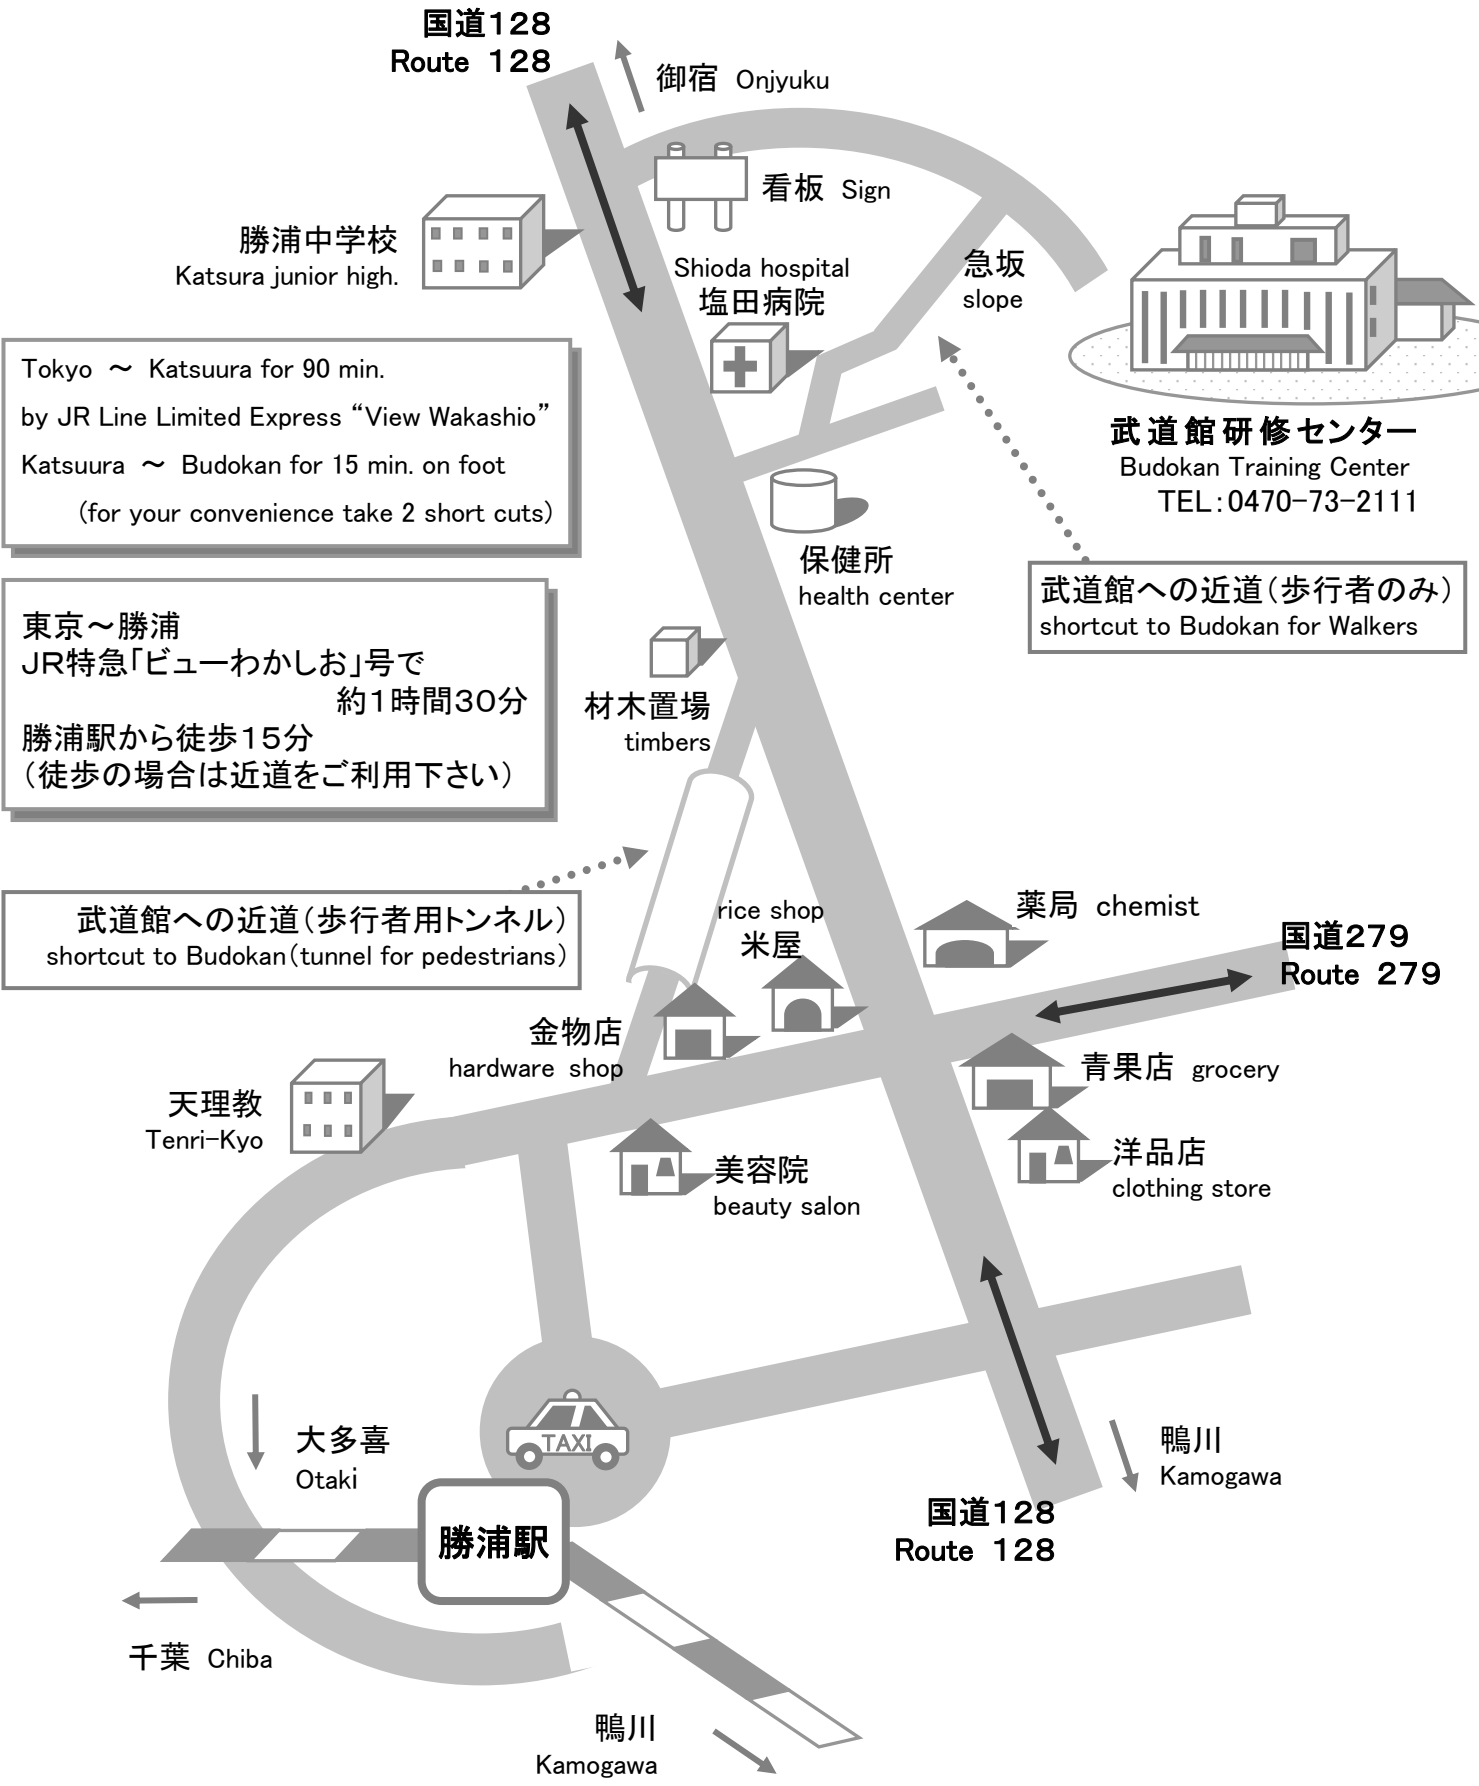 国道128
Route 128
御宿 Onjyuku
看板 Sign
勝浦中学校
Katsura junior high.
Shioda hospital
塩田病院
急坂
slope
Tokyo ～ Katsuura for 90 min.
by JR Line Limited Express “View Wakashio”
Katsuura ～ Budokan for 15 min. on foot
(for your convenience take 2 short cuts)
武道館研修センター
Budokan Training Center
TEL：0470-73-2111
保健所
health center
武道館への近道（歩行者のみ）
shortcut to Budokan for Walkers
東京～勝浦
JR特急「ビューわかしお」号で
約1時間30分
勝浦駅から徒歩15分
（徒歩の場合は近道をご利用下さい）
材木置場
timbers
武道館への近道（歩行者用トンネル）
shortcut to Budokan（tunnel for pedestrians）
rice shop
米屋
薬局 chemist
国道279
Route 279
金物店
hardware shop
青果店 grocery
天理教
Tenri-Kyo
美容院
beauty salon
洋品店
clothing store
TAXI
大多喜
Otaki
鴨川
Kamogawa
国道128
Route 128
勝浦駅
千葉 Chiba
鴨川
Kamogawa